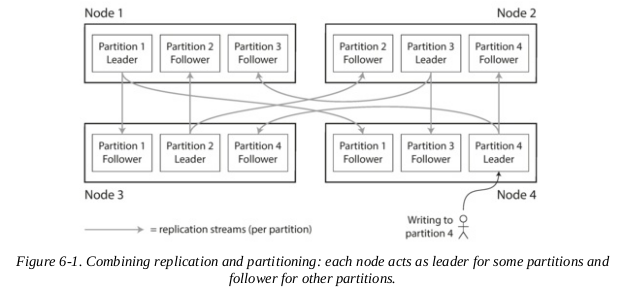 Node 1
Node 2
Partition 1 Leader
Partition 2 Follower
Partition 3 Follower
Partition 2 Follower
Partition 3 Leader
Partition 4 Follower
Partition 1 Follower
Partition 2 Leader
Partition 4 Follower
Partition 1 Follower
Partition 3 Follower
Partition 4 Leader
Node 3
Node 4
= replication streams (per partition)
Writing to
partition 4
Figure 6-1. Combining replication and partitioning: each node acts as leader for some partitions and
follower for other partitions.